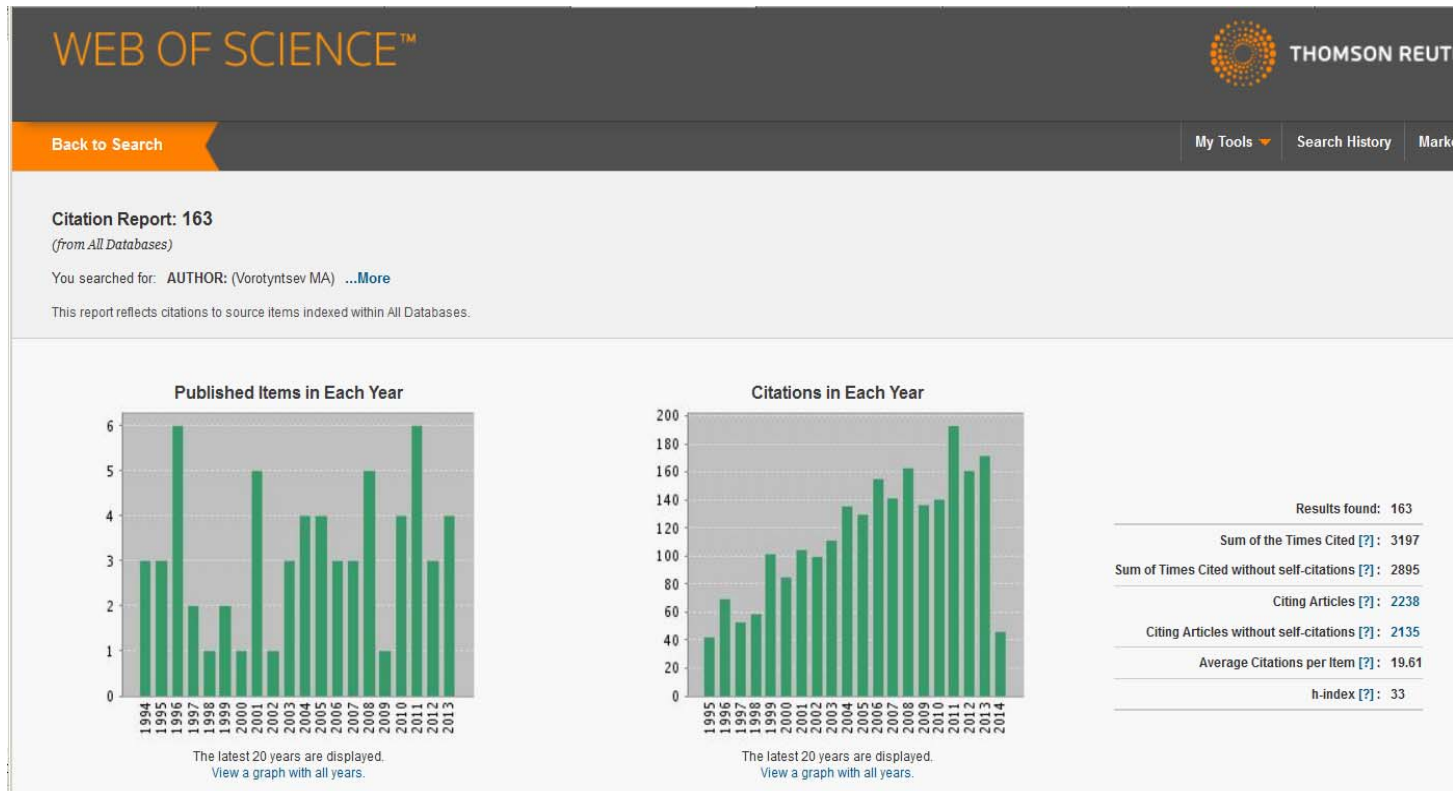 WEB OF SCIENCE™
THOMSON REUT
Back to Search
My Tools Search History Mark
Citation Report: 163
(from All Databases)
You searched for: AUTHOR: (Vorotyntsev MA) ...More
This report reflects citations to source items indexed within All Databases.
Published Items in Each Year
6
5
4
3
2
1
0
1994
1995
1996
1997
1998
1999
2000
2001
2002
2003
2004
2005
2006
2007
2008
2009
2010
2011
2012
2013
The latest 20 years are displayed.
View a graph with all years.
Citations in Each Year
200
180
160
140
120
100
80
60
40
20
0
1995
1996
1997
1998
1999
2000
2001
2002
2003
2004
2005
2006
2007
2008
2009
2010
2011
2012
2013
2014
The latest 20 years are displayed.
View a graph with all years.
Results found: 163
Sum of the Times Cited [?] : 3197
Sum of Times Cited without self-citations [?] : 2895
Citing Articles [?] : 2238
Citing Articles without self-citations [?] : 2135
Average Citations per Item [?] : 19.61
h-index [?] : 33